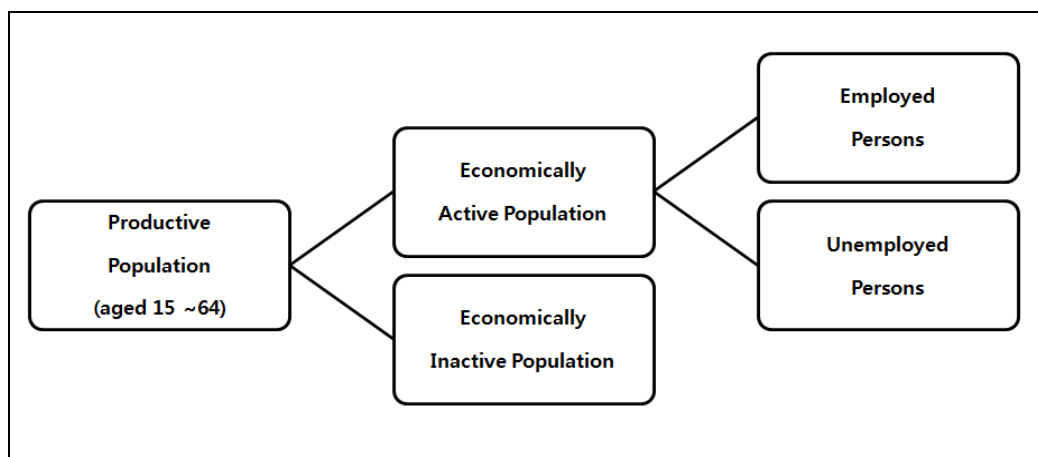 Productive
Population
(aged 15 ~64)
Economically
Active Population
Economically
Inactive Population
Employed
Persons
Unemployed
Persons